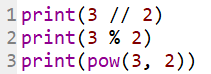 1 print(3 // 2)
2 print(3 % 2)
3 print(pow(3, 2))